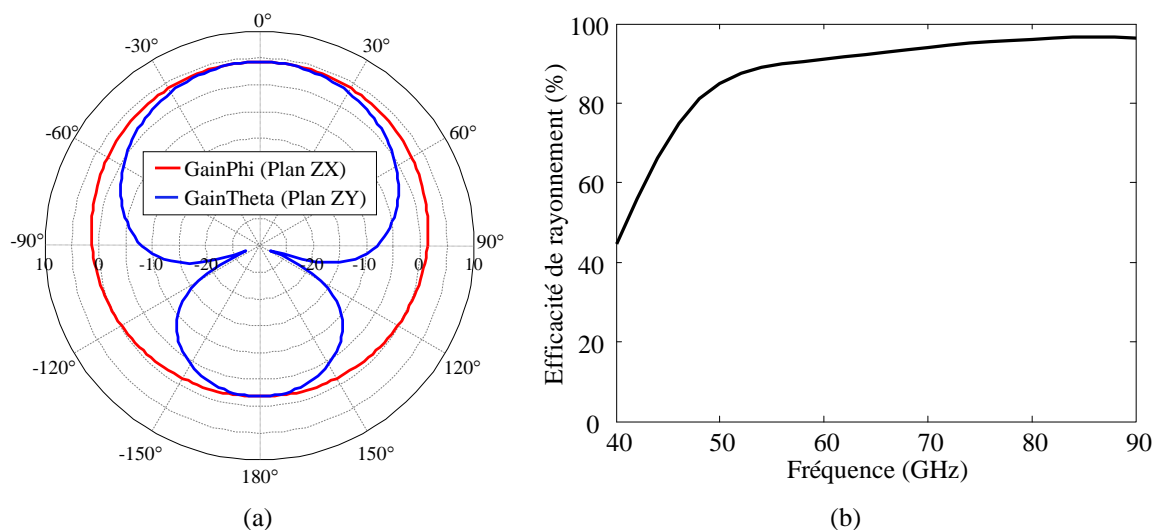 0°
-30°
30°
-60°
60°
GainPhi (Plan ZX)
GainTheta (Plan ZY)
-90°
90°
10 0 -10 -20 -20 -10 0 10
-120°
120°
-150°
150°
180°
(a)
Efficacité de rayonnement (%)
100
80
60
40
20
0
40 50 60 70 80 90
Fréquence (GHz)
(b)